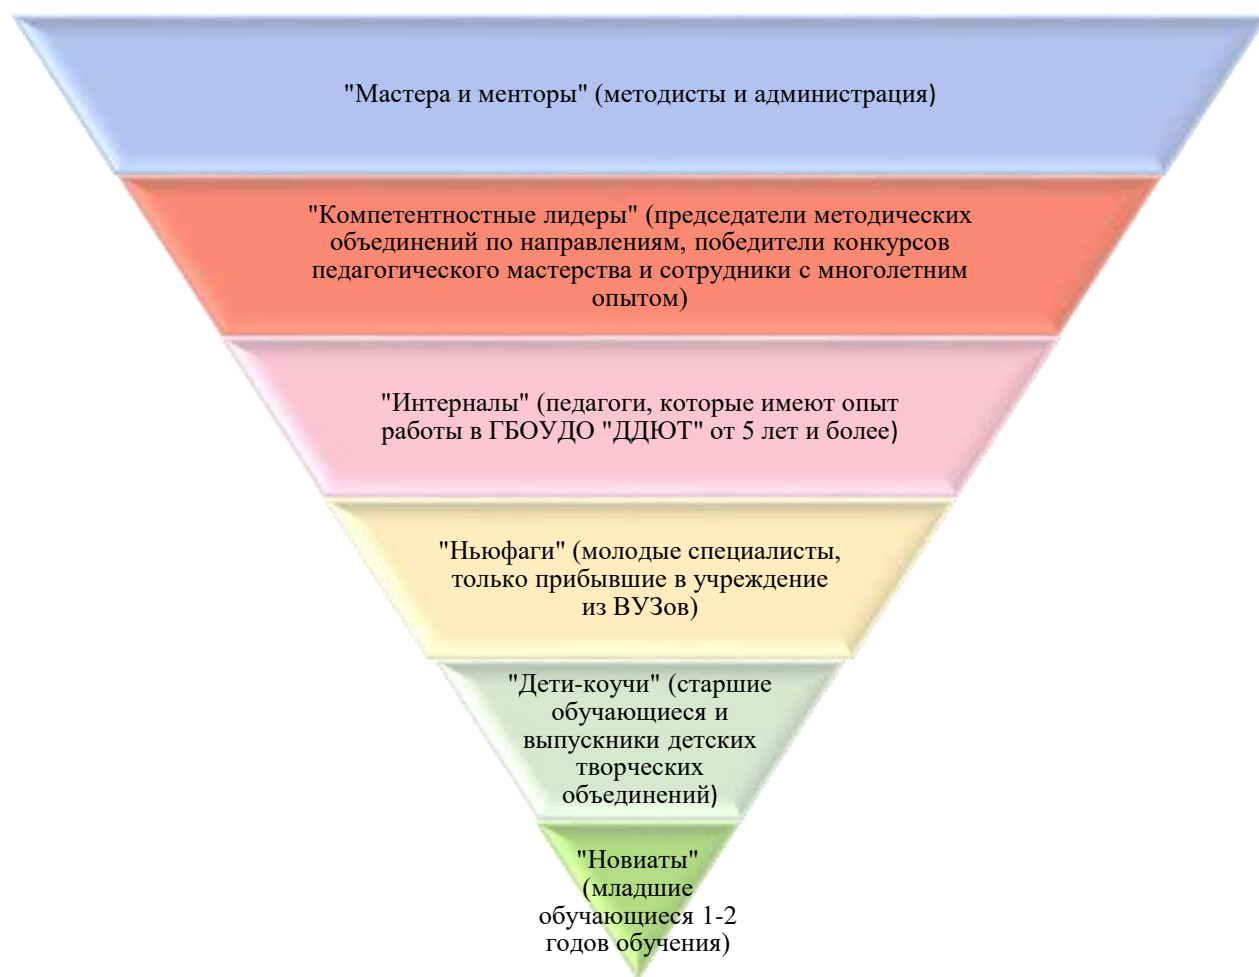 "Мастера и менторы" (методисты и администрация)
"Компетентностные лидеры" (председатели методических
объединений по направлениям, победители конкурсов
педагогического мастерства и сотрудники с многолетним
опытом)
"Интерналы" (педагоги, которые имеют опыт
работы в ГБОУДО "ДДЮТ" от 5 лет и более)
"Ньюфаги" (молодые специалисты,
только прибывшие в учреждение
из ВУЗов)
"Дети-коучи" (старшие
обучающиеся и
выпускники детских
творческих
объединений)
"Новиаты"
(младшие
обучающиеся 1-2
годов обучения)